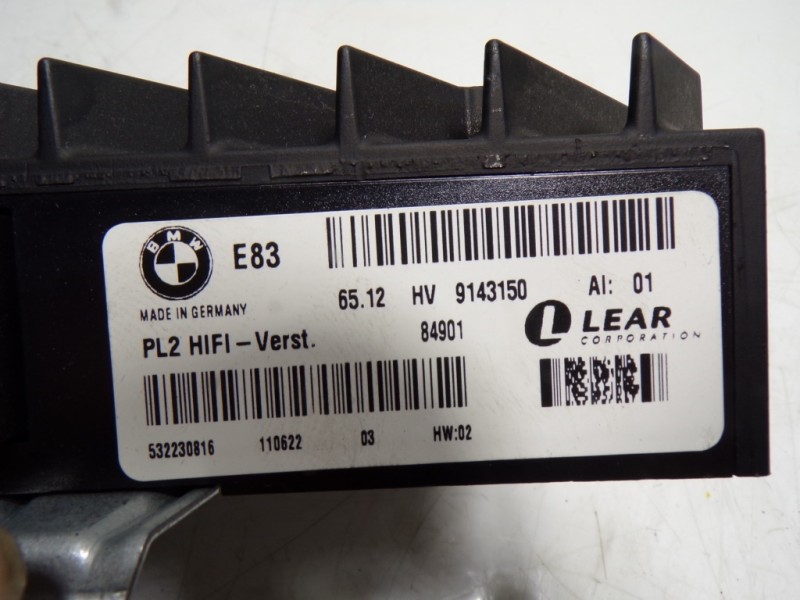 BMW
E83
MADE IN GERMANY
65.12 HV 9143150 AI: 01
PL2 HIFI-Verst. 84901
LEAR
CORPORATION
532230816 110622 03 HW:02